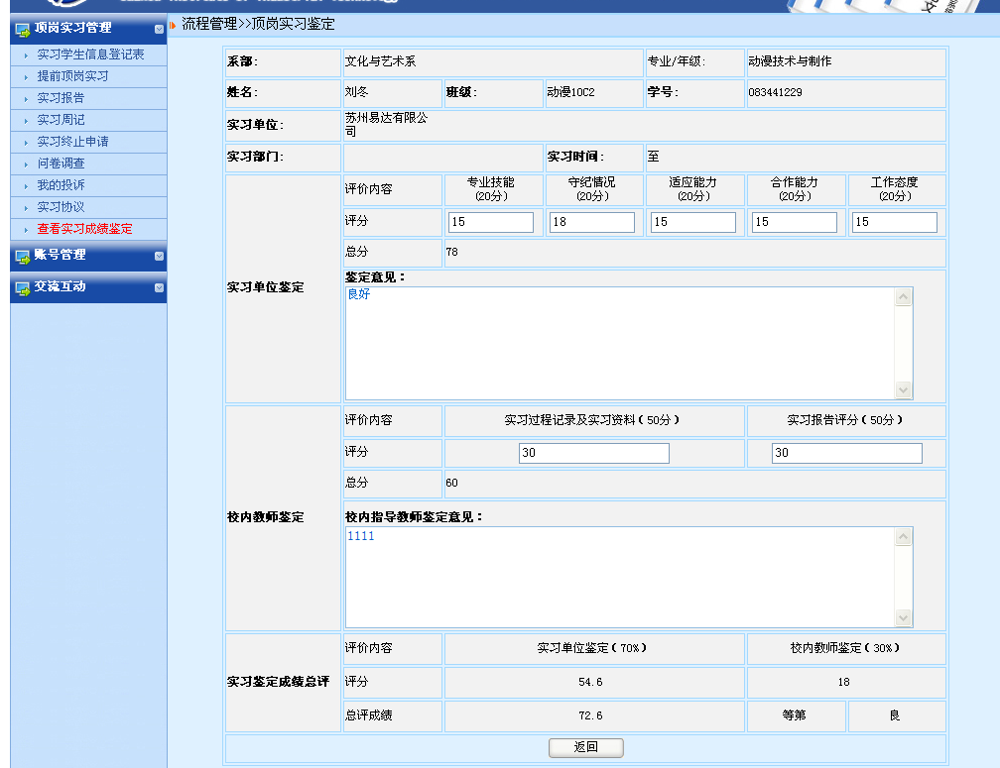 流程管理>>顶岗实习鉴定
顶岗实习管理
实习学生信息登记表
提前顶岗实习
实习报告
实习周记
实习终止申请
问卷调查
我的投诉
实习协议
查看实习成绩鉴定
账号管理
交流互动
系部: 文化与艺术系 专业/年级: 动漫技术与制作
姓名: 刘冬 班级: 动漫10C2 学号: 083441229
实习单位: 苏州易达有限公
司
实习部门: 实习时间: 至
实习单位鉴定
评价内容 专业技能 守纪情况 适应能力 合作能力 工作态度
(20分) (20分) (20分) (20分) (20分)
评分 15 18 15 15 15
总分 78
鉴定意见：
良好
校内教师鉴定
评价内容 实习过程记录及实习资料(50分) 实习报告评分(50分)
评分 30 30
总分 60
校内指导教师鉴定意见：
1111
实习鉴定成绩总评
评价内容 实习单位鉴定(70%) 校内教师鉴定(30%)
评分 54.6 18
总评成绩 72.6 等第 良
返回